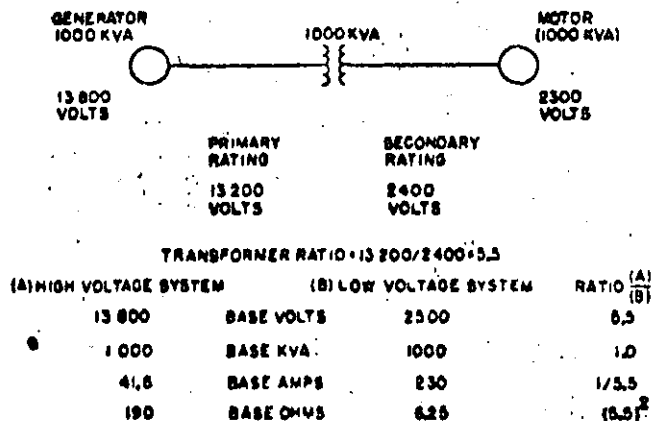 GENERATOR
1000 KVA
1000 KVA
MOTOR
(1000 KVA)
13 800
VOLTS
2300
VOLTS
PRIMARY
RATING
SECONDARY
RATING
13 200
VOLTS
2400
VOLTS
TRANSFORMER RATIO = 13 200/2400 = 5.5
(A) HIGH VOLTAGE SYSTEM (B) LOW VOLTAGE SYSTEM RATIO (A)/(B)
13 800 BASE VOLTS 2500 5.5
1 000 BASE KVA 1000 1.0
41.8 BASE AMPS 230 1/5.5
190 BASE OHMS 6.25 (5.5)²